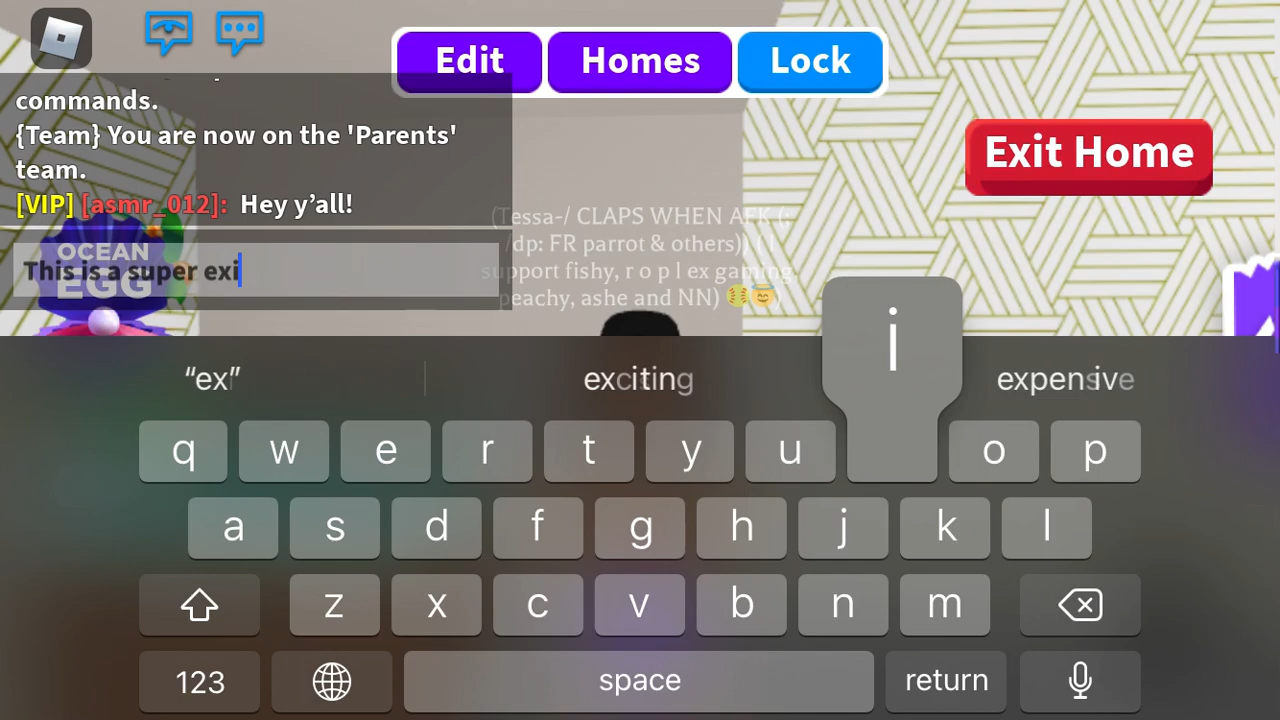 Edit Homes Lock
commands.
{Team} You are now on the 'Parents'
team.
[VIP] [asmr_012]: Hey y’all!
Exit Home
(Tessa-/ CLAPS WHEN AFK (:
/dp: FR parrot & others)) ( I
support fishy, r o p l ex gaming,
peachy, ashe and NN) 🥎😇
OCEAN
EGG
This is a super exi
“ex” exciting expensive
i
q w e r t y u o p
a s d f g h j k l
z x c v b n m
123 space return